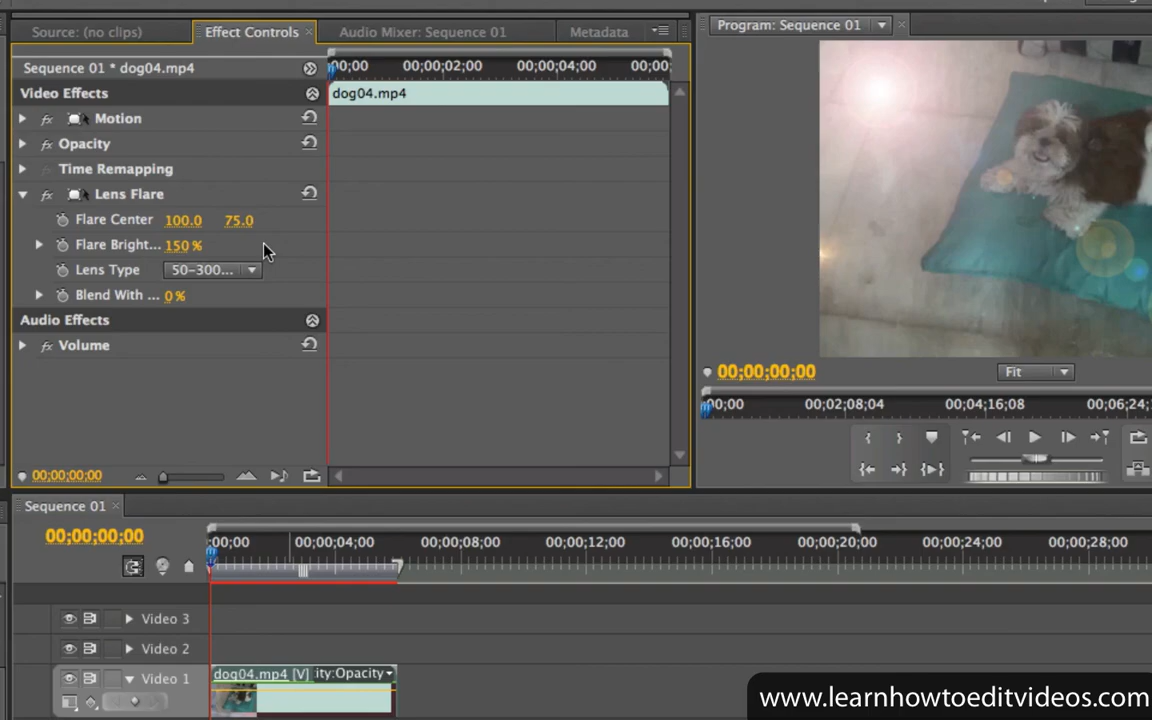 Source: (no clips)
Effect Controls
Audio Mixer: Sequence 01
Metadata
Program: Sequence 01
Sequence 01 * dog04.mp4
00;00
00;00;02;00
00;00;04;00
00;00;
Video Effects
dog04.mp4
fx Motion
fx Opacity
Time Remapping
fx Lens Flare
Flare Center 100.0 75.0
Flare Bright... 150 %
Lens Type 50-300...
Blend With ... 0 %
Audio Effects
fx Volume
00;00;00;00
00;00;00;00
Fit
00;00
00;02;08;04
00;04;16;08
00;06;24;
Sequence 01
00;00;00;00
;00;00
00;00;04;00
00;00;08;00
00;00;12;00
00;00;16;00
00;00;20;00
00;00;24;00
00;00;28;00
Video 3
Video 2
Video 1
dog04.mp4 [V] ity:Opacity
www.learnhowtoeditvideos.com